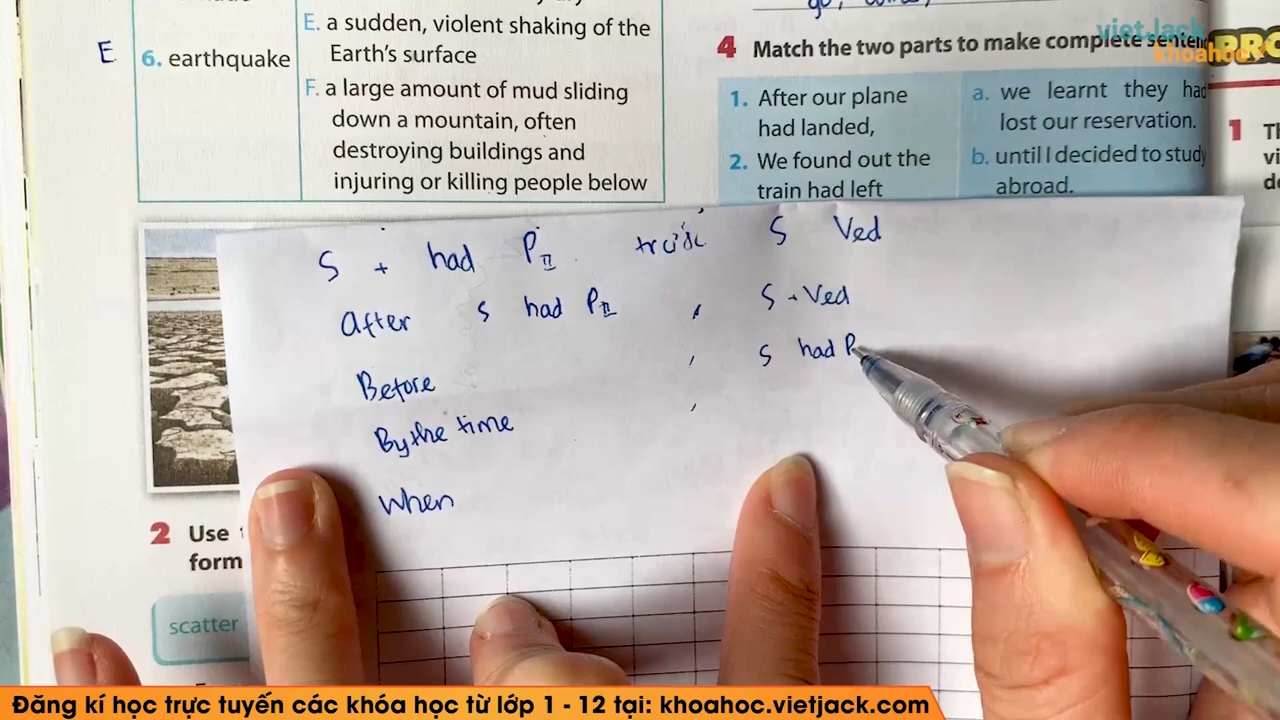 E
6. earthquake
E. a sudden, violent shaking of the
Earth's surface
F. a large amount of mud sliding
down a mountain, often
destroying buildings and
injuring or killing people below
4 Match the two parts to make complete
vietJack
khoahoc
PRO
1. After our plane
had landed,
2. We found out the
train had left
a. we learnt they had
lost our reservation.
b. until I decided to study
abroad.
1
S + had PII trước S Ved
After S had PII , S + Ved
Before , S had P
By the time ,
When
2 Use
form
scatter
Đăng kí học trực tuyến các khóa học từ lớp 1 - 12 tại: khoahoc.vietjack.com